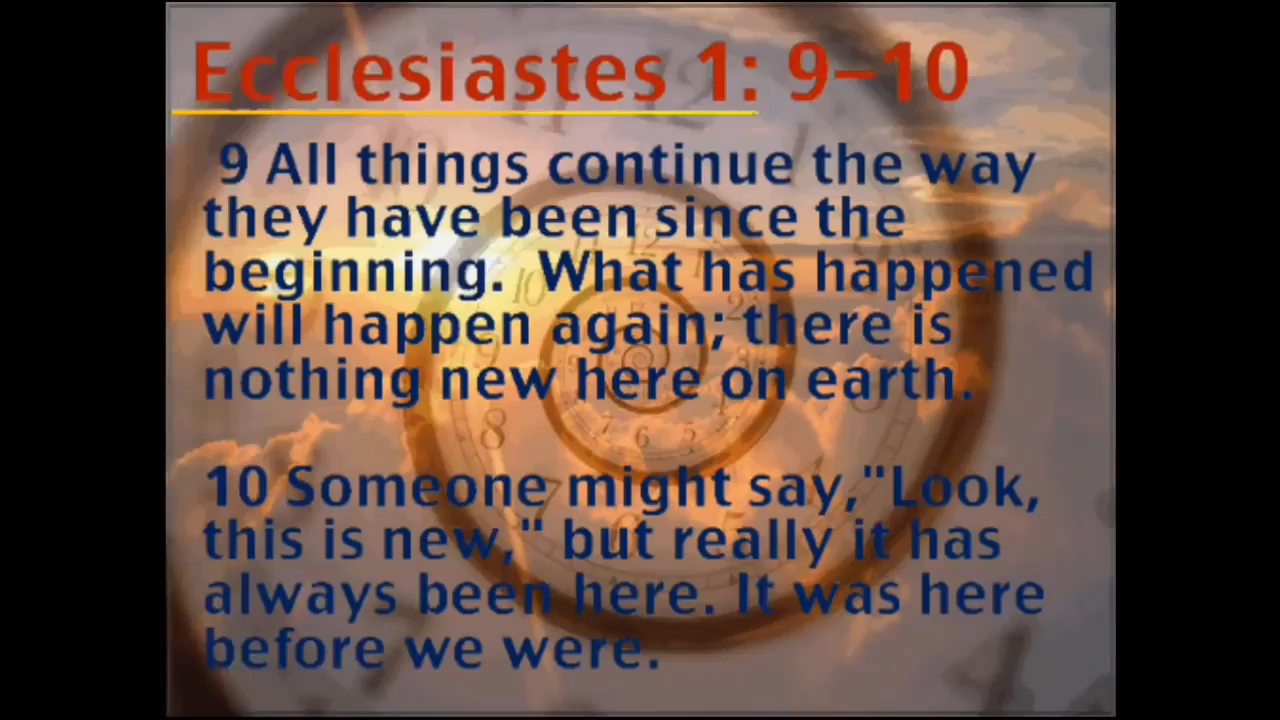 Ecclesiastes 1: 9–10
9 All things continue the way
they have been since the
beginning.  What has happened
will happen again; there is
nothing new here on earth.
10 Someone might say,"Look,
this is new," but really it has
always been here. It was here
before we were.